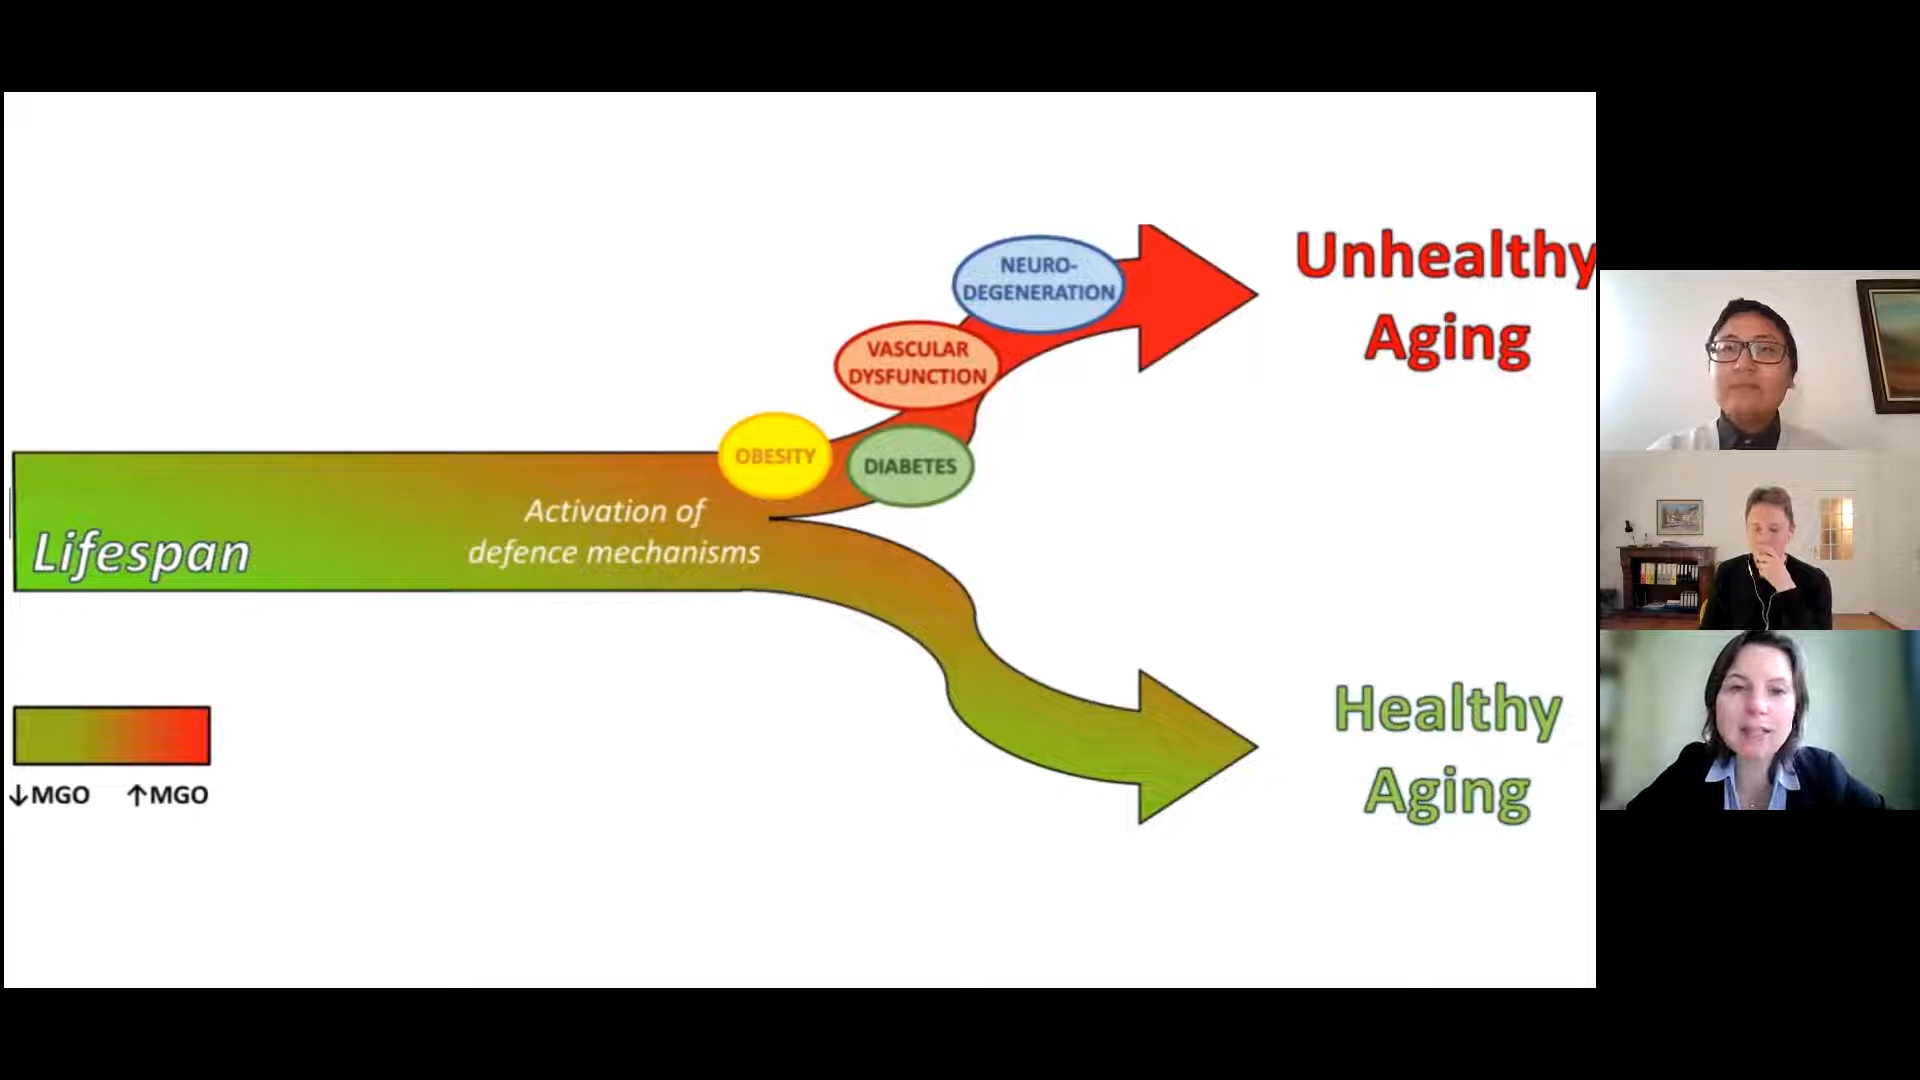 Unhealthy
Aging
NEURO-
DEGENERATION
VASCULAR
DYSFUNCTION
OBESITY
DIABETES
Activation of
defence mechanisms
Lifespan
Healthy
Aging
↓MGO ↑MGO